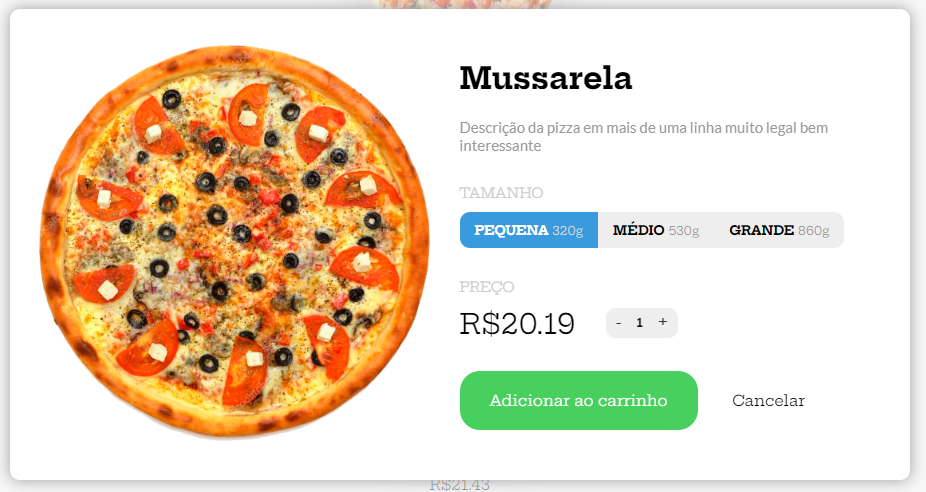 Mussarela
Descrição da pizza em mais de uma linha muito legal bem
interessante
TAMANHO
PEQUENA 320g MÉDIO 530g GRANDE 860g
PREÇO
R$20.19 - 1 +
Adicionar ao carrinho Cancelar
R$21.43